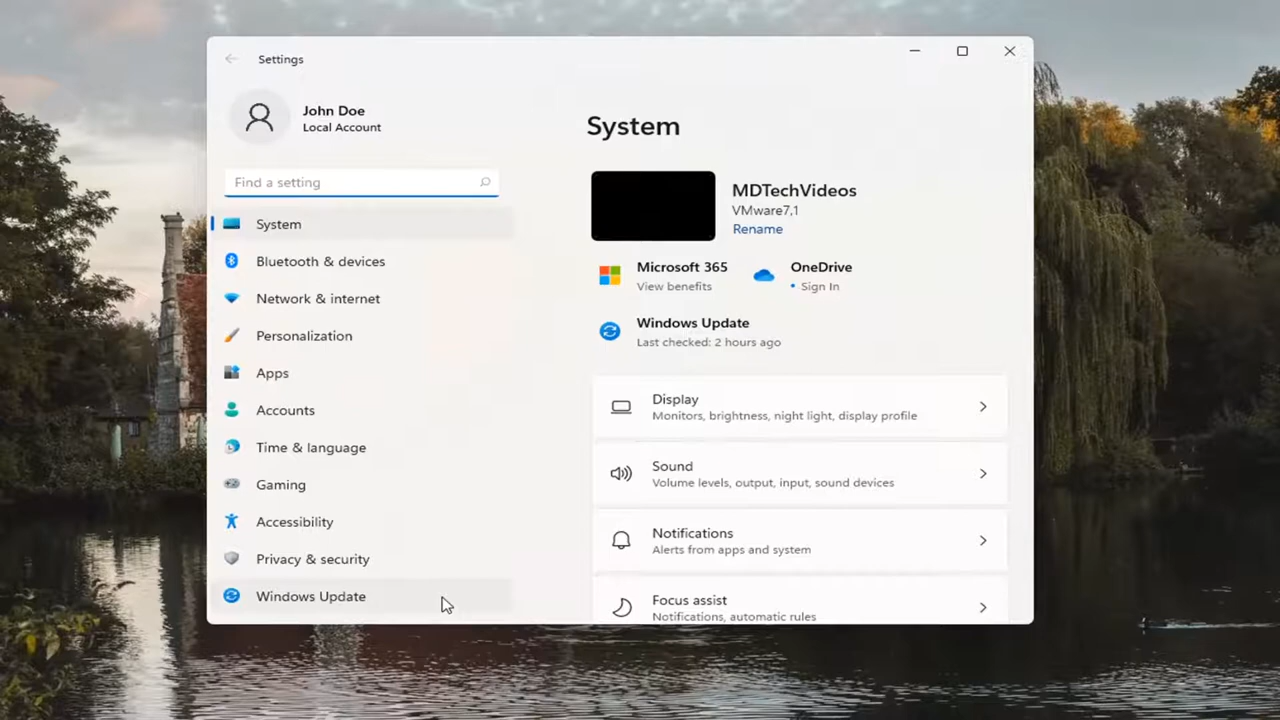 Settings
John Doe
Local Account
Find a setting
System
Bluetooth & devices
Network & internet
Personalization
Apps
Accounts
Time & language
Gaming
Accessibility
Privacy & security
Windows Update
System
MDTechVideos
VMware7,1
Rename
Microsoft 365
View benefits
OneDrive
• Sign In
Windows Update
Last checked: 2 hours ago
Display
Monitors, brightness, night light, display profile
Sound
Volume levels, output, input, sound devices
Notifications
Alerts from apps and system
Focus assist
Notifications, automatic rules